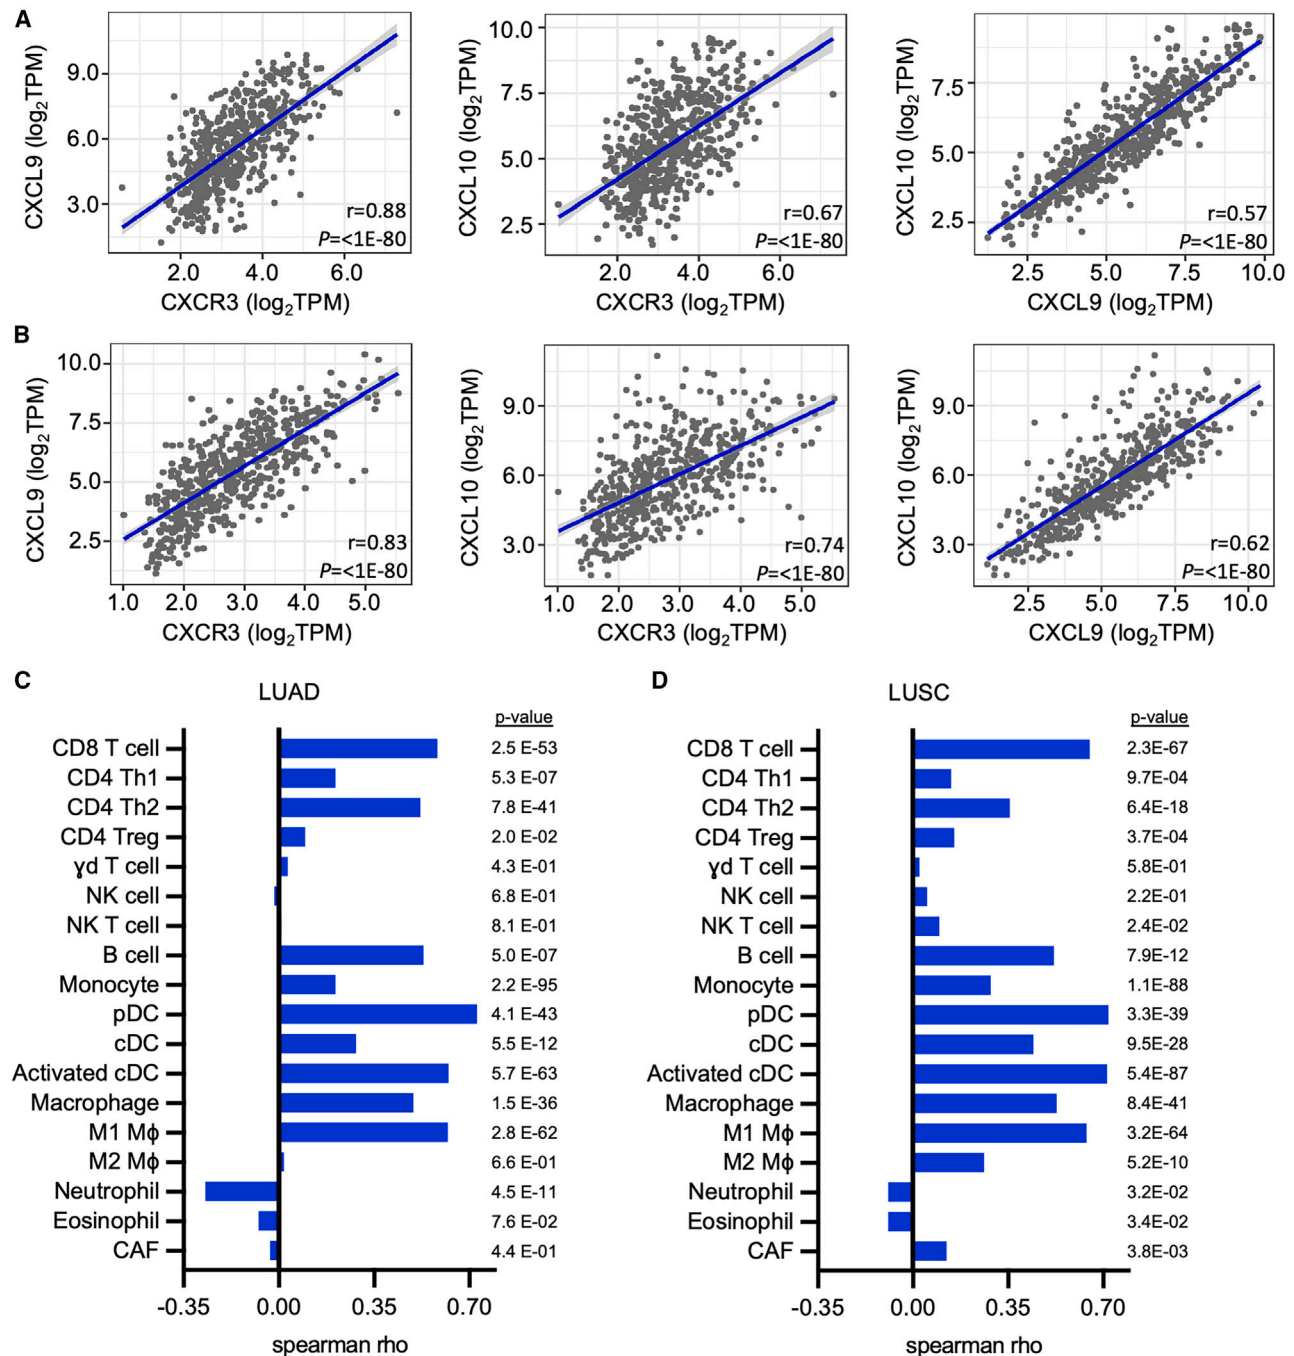 A
CXCL9 (log2TPM)
9.0
6.0
3.0
r=0.88
P=<1E-80
2.0 4.0 6.0
CXCR3 (log2TPM)
CXCL10 (log2TPM)
10.0
7.5
5.0
2.5
r=0.67
P=<1E-80
2.0 4.0 6.0
CXCR3 (log2TPM)
CXCL10 (log2TPM)
7.5
5.0
2.5
r=0.57
P=<1E-80
2.5 5.0 7.5 10.0
CXCL9 (log2TPM)
B
CXCL9 (log2TPM)
10.0
7.5
5.0
2.5
r=0.83
P=<1E-80
1.0 2.0 3.0 4.0 5.0
CXCR3 (log2TPM)
CXCL10 (log2TPM)
9.0
6.0
3.0
r=0.74
P=<1E-80
1.0 2.0 3.0 4.0 5.0
CXCR3 (log2TPM)
CXCL10 (log2TPM)
9.0
6.0
3.0
r=0.62
P=<1E-80
2.5 5.0 7.5 10.0
CXCL9 (log2TPM)
C
LUAD
p-value
CD8 T cell 2.5 E-53
CD4 Th1 5.3 E-07
CD4 Th2 7.8 E-41
CD4 Treg 2.0 E-02
ɣd T cell 4.3 E-01
NK cell 6.8 E-01
NK T cell 8.1 E-01
B cell 5.0 E-07
Monocyte 2.2 E-95
pDC 4.1 E-43
cDC 5.5 E-12
Activated cDC 5.7 E-63
Macrophage 1.5 E-36
M1 Mϕ 2.8 E-62
M2 Mϕ 6.6 E-01
Neutrophil 4.5 E-11
Eosinophil 7.6 E-02
CAF 4.4 E-01
-0.35 0.00 0.35 0.70
spearman rho
D
LUSC
p-value
CD8 T cell 2.3E-67
CD4 Th1 9.7E-04
CD4 Th2 6.4E-18
CD4 Treg 3.7E-04
ɣd T cell 5.8E-01
NK cell 2.2E-01
NK T cell 2.4E-02
B cell 7.9E-12
Monocyte 1.1E-88
pDC 3.3E-39
cDC 9.5E-28
Activated cDC 5.4E-87
Macrophage 8.4E-41
M1 Mϕ 3.2E-64
M2 Mϕ 5.2E-10
Neutrophil 3.2E-02
Eosinophil 3.4E-02
CAF 3.8E-03
-0.35 0.00 0.35 0.70
spearman rho